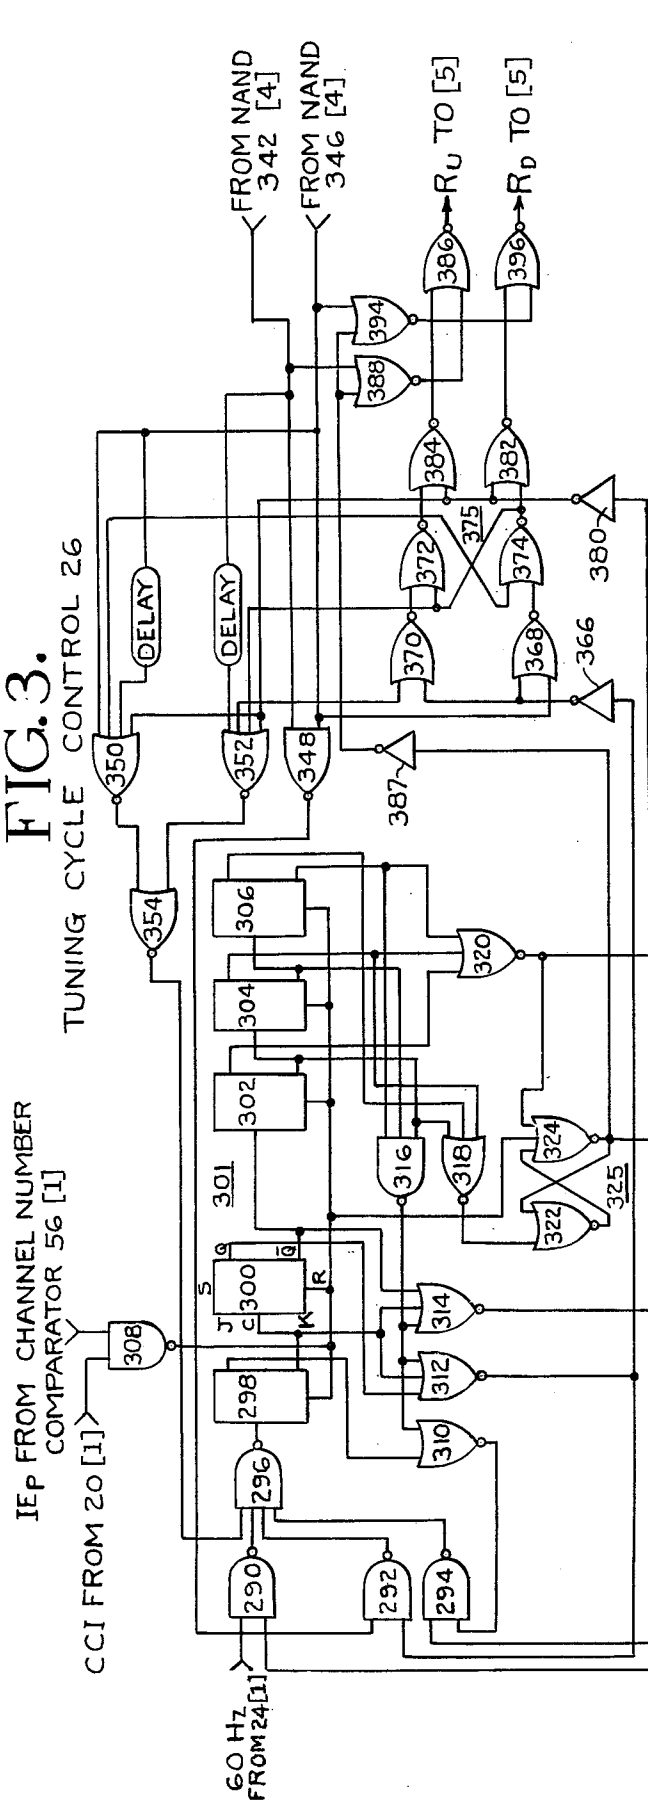 FIG.3.
TUNING CYCLE CONTROL 26
IEP FROM CHANNEL NUMBER
COMPARATOR 56 [1]
CCI FROM 20 [1]
60 HZ
FROM 24[1]
FROM NAND
342 [4]
FROM NAND
346 [4]
RU TO [5]
RD TO [5]
308
354
350
352
348
DELAY
DELAY
290
296
298
S
J
C
K
Q
Q̅
R
300
301
302
304
306
292
294
310
312
314
316
318
320
322
324
325
387
388
394
370
372
384
386
368
374
375
382
396
366
380